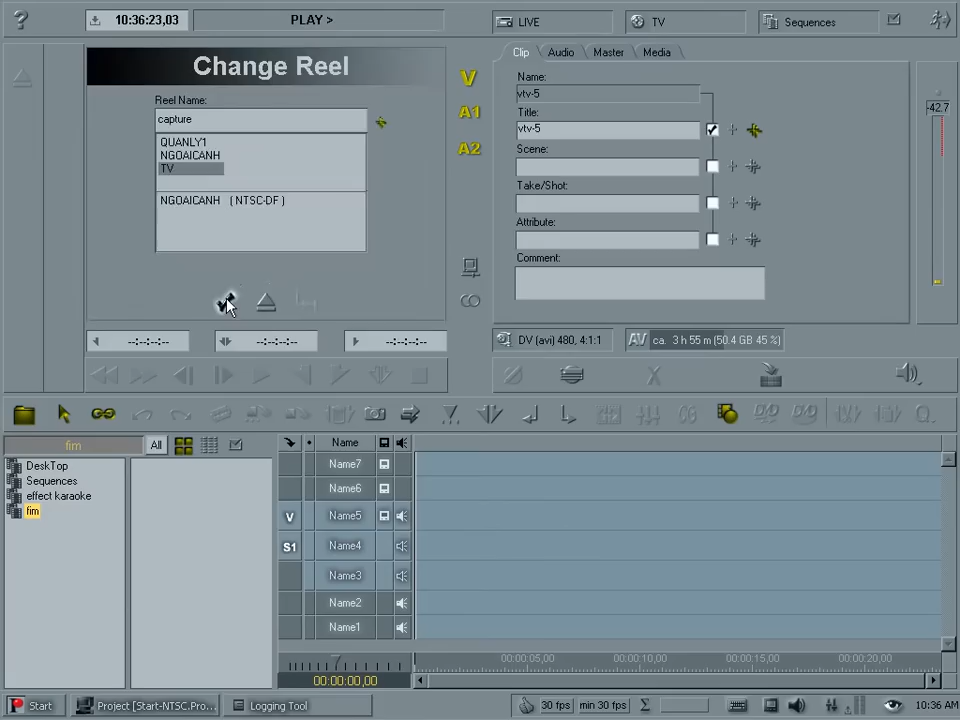 ? 10:36:23,03 PLAY > LIVE TV Sequences
Change Reel
Reel Name:
capture
QUANLY1
NGOAICANH
TV
NGOAICANH ( NTSC-DF )
--:--:-- --:--:-- --:--:--
V
A1
A2
Clip Audio Master Media
Name:
vtv-5
Title:
vtv-5
Scene:
Take/Shot:
Attribute:
Comment:
DV (avi) 480, 4:1:1 AV ca. 3 h 55 m (50.4 GB 45 %)
-42.7
fim All
DeskTop
Sequences
effect karaoke
fim
Name
Name7
Name6
V Name5
S1 Name4
Name3
Name2
Name1
00:00:05,00 00:00:10,00 00:00:15,00 00:00:20,00
00:00:00,00
Start Project [Start-NTSC.Pro... Logging Tool 30 fps min 30 fps Σ 10:36 AM